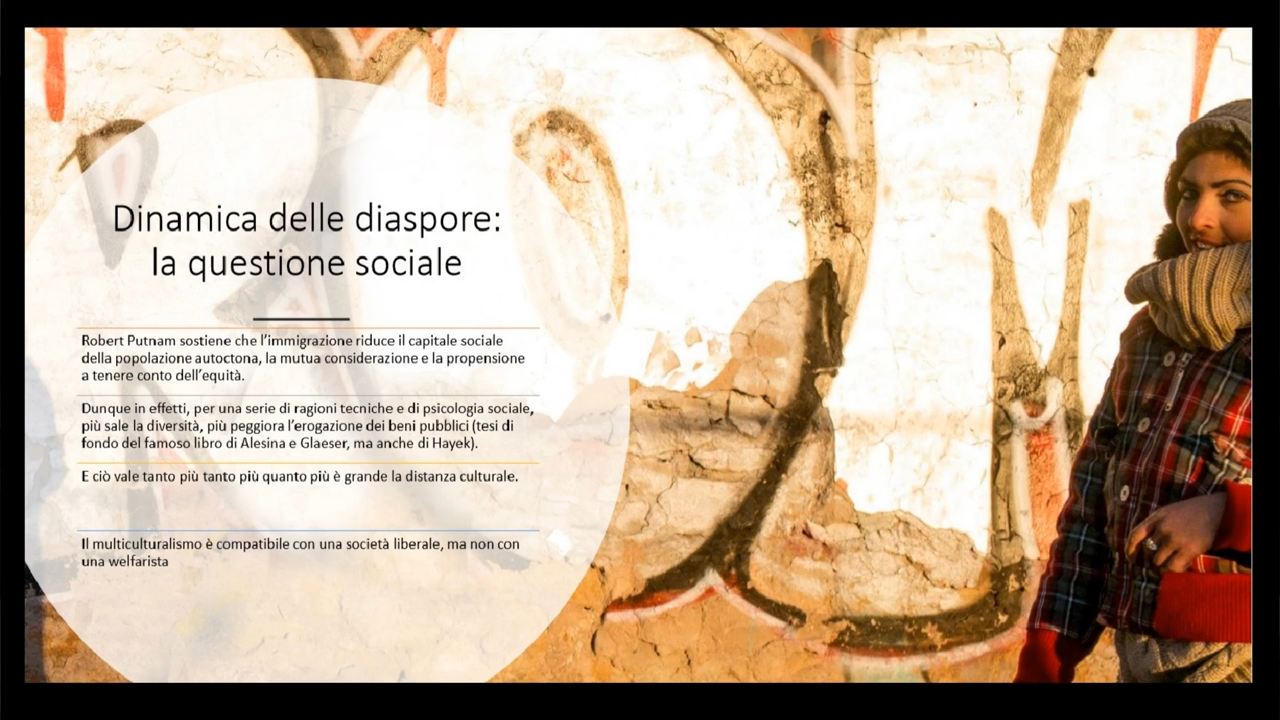 Dinamica delle diaspore:
la questione sociale
Robert Putnam sostiene che l'immigrazione riduce il capitale sociale
della popolazione autoctona, la mutua considerazione e la propensione
a tenere conto dell'equità.
Dunque in effetti, per una serie di ragioni tecniche e di psicologia sociale,
più sale la diversità, più peggiora l'erogazione dei beni pubblici (tesi di
fondo del famoso libro di Alesina e Glaeser, ma anche di Hayek).
E ciò vale tanto più tanto più quanto più è grande la distanza culturale.
Il multiculturalismo è compatibile con una società liberale, ma non con
una welfarista